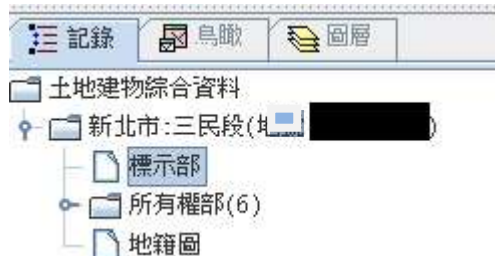 記錄 鳥瞰 圖層
土地建物綜合資料
新北市:三民段( )
標示部
所有權部(6)
地籍圖